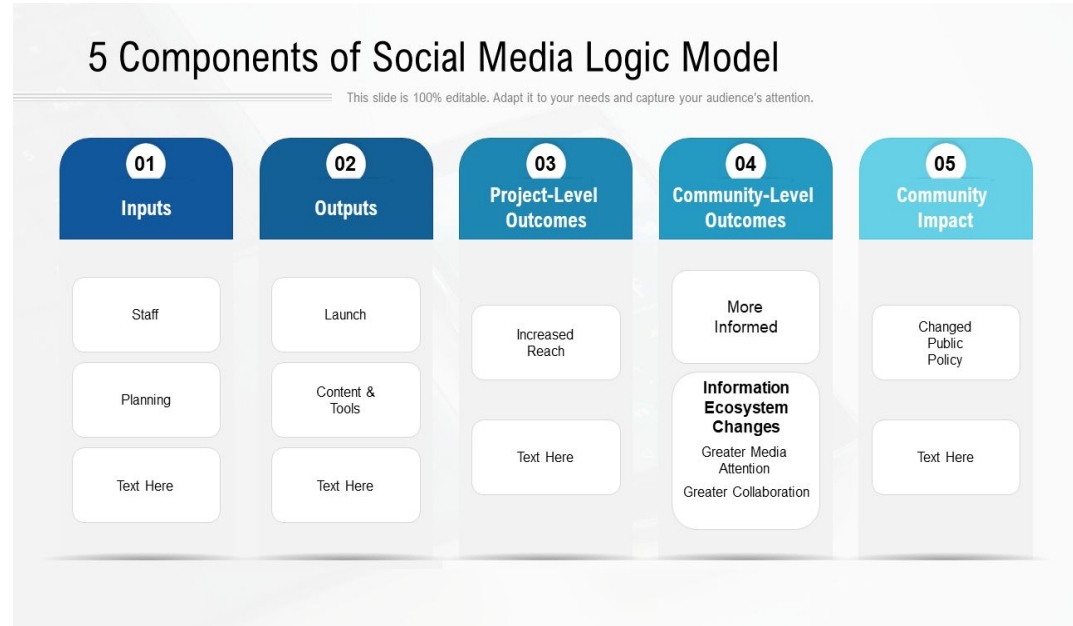 5 Components of Social Media Logic Model
This slide is 100% editable. Adapt it to your needs and capture your audience's attention.
01
Inputs
Staff
Planning
Text Here
02
Outputs
Launch
Content &
Tools
Text Here
03
Project-Level
Outcomes
Increased
Reach
Text Here
04
Community-Level
Outcomes
More
Informed
Information
Ecosystem
Changes
Greater Media
Attention
Greater Collaboration
05
Community
Impact
Changed
Public
Policy
Text Here